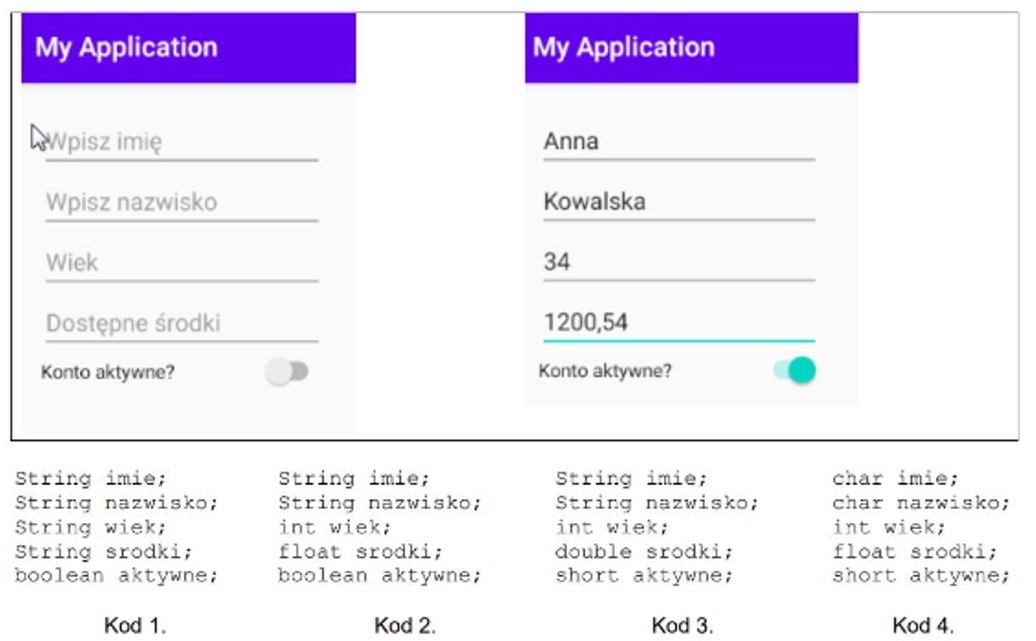 My Application
Wpisz imię
Wpisz nazwisko
Wiek
Dostępne środki
Konto aktywne?
My Application
Anna
Kowalska
34
1200,54
Konto aktywne?
String imie;
String nazwisko;
String wiek;
String srodki;
boolean aktywne;
Kod 1.
String imie;
String nazwisko;
int wiek;
float srodki;
boolean aktywne;
Kod 2.
String imie;
String nazwisko;
int wiek;
double srodki;
short aktywne;
Kod 3.
char imie;
char nazwisko;
int wiek;
float srodki;
short aktywne;
Kod 4.